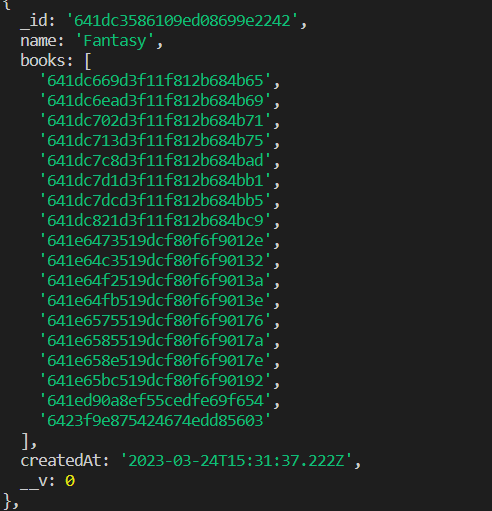 {
_id: '641dc3586109ed08699e2242',
name: 'Fantasy',
books: [
'641dc669d3f11f812b684b65',
'641dc6ead3f11f812b684b69',
'641dc702d3f11f812b684b71',
'641dc713d3f11f812b684b75',
'641dc7c8d3f11f812b684bad',
'641dc7d1d3f11f812b684bb1',
'641dc7dcd3f11f812b684bb5',
'641dc821d3f11f812b684bc9',
'641e6473519dcf80f6f9012e',
'641e64c3519dcf80f6f90132',
'641e64f2519dcf80f6f9013a',
'641e64fb519dcf80f6f9013e',
'641e6575519dcf80f6f90176',
'641e6585519dcf80f6f9017a',
'641e658e519dcf80f6f9017e',
'641e65bc519dcf80f6f90192',
'641ed90a8ef55cedfe69f654',
'6423f9e875424674edd85603'
],
createdAt: '2023-03-24T15:31:37.222Z',
__v: 0
},